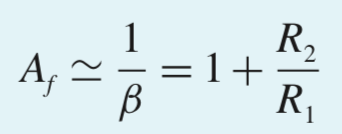 A_f ≃ 1/β = 1 + R_2/R_1